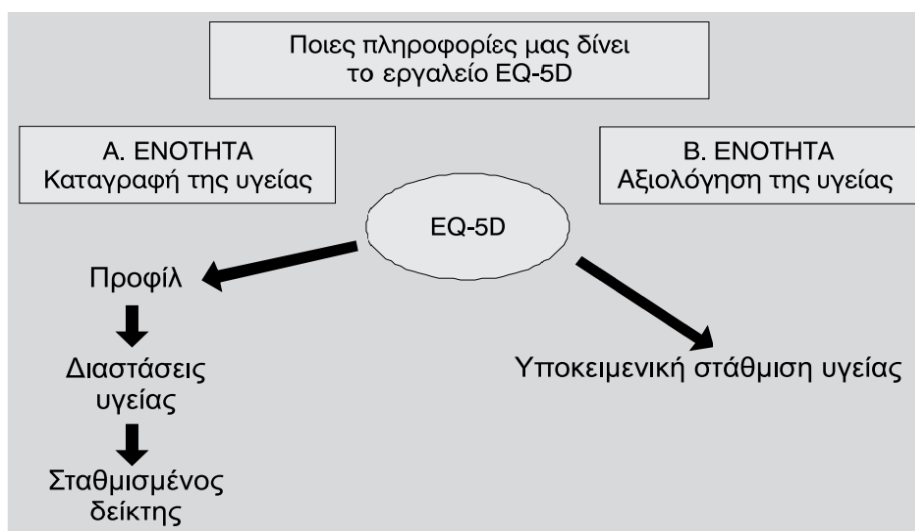 Ποιες πληροφορίες μας δίνει
το εργαλείο EQ-5D
Α. ΕΝΟΤΗΤΑ
Καταγραφή της υγείας
Β. ΕΝΟΤΗΤΑ
Αξιολόγηση της υγείας
EQ-5D
Προφίλ
Διαστάσεις
υγείας
Σταθμισμένος
δείκτης
Υποκειμενική στάθμιση υγείας